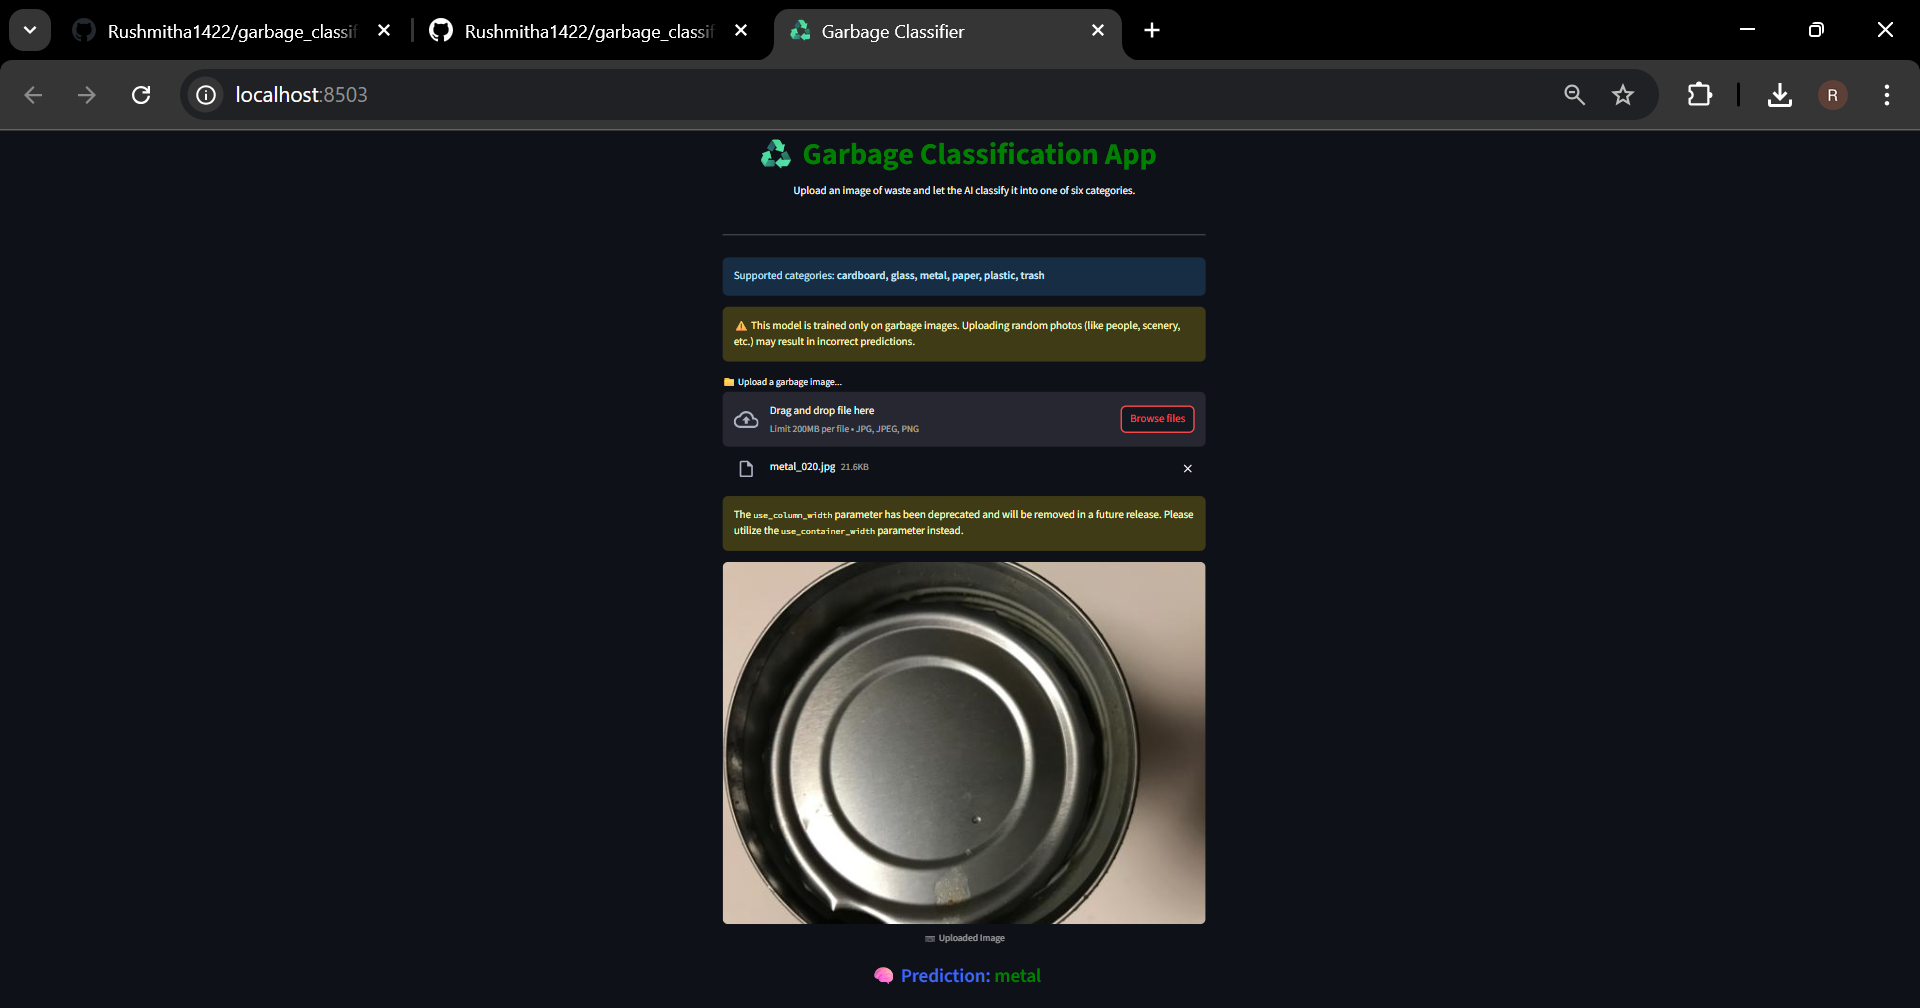 Rushmitha1422/garbage_classif
Rushmitha1422/garbage_classif
Garbage Classifier
localhost:8503
R
Garbage Classification App
Upload an image of waste and let the AI classify it into one of six categories.
Supported categories: cardboard, glass, metal, paper, plastic, trash
⚠️ This model is trained only on garbage images. Uploading random photos (like people, scenery,
etc.) may result in incorrect predictions.
Upload a garbage image...
Drag and drop file here
Limit 200MB per file • JPG, JPEG, PNG
Browse files
metal_020.jpg 21.6KB
The use_column_width parameter has been deprecated and will be removed in a future release. Please
utilize the use_container_width parameter instead.
Uploaded Image
Prediction: metal